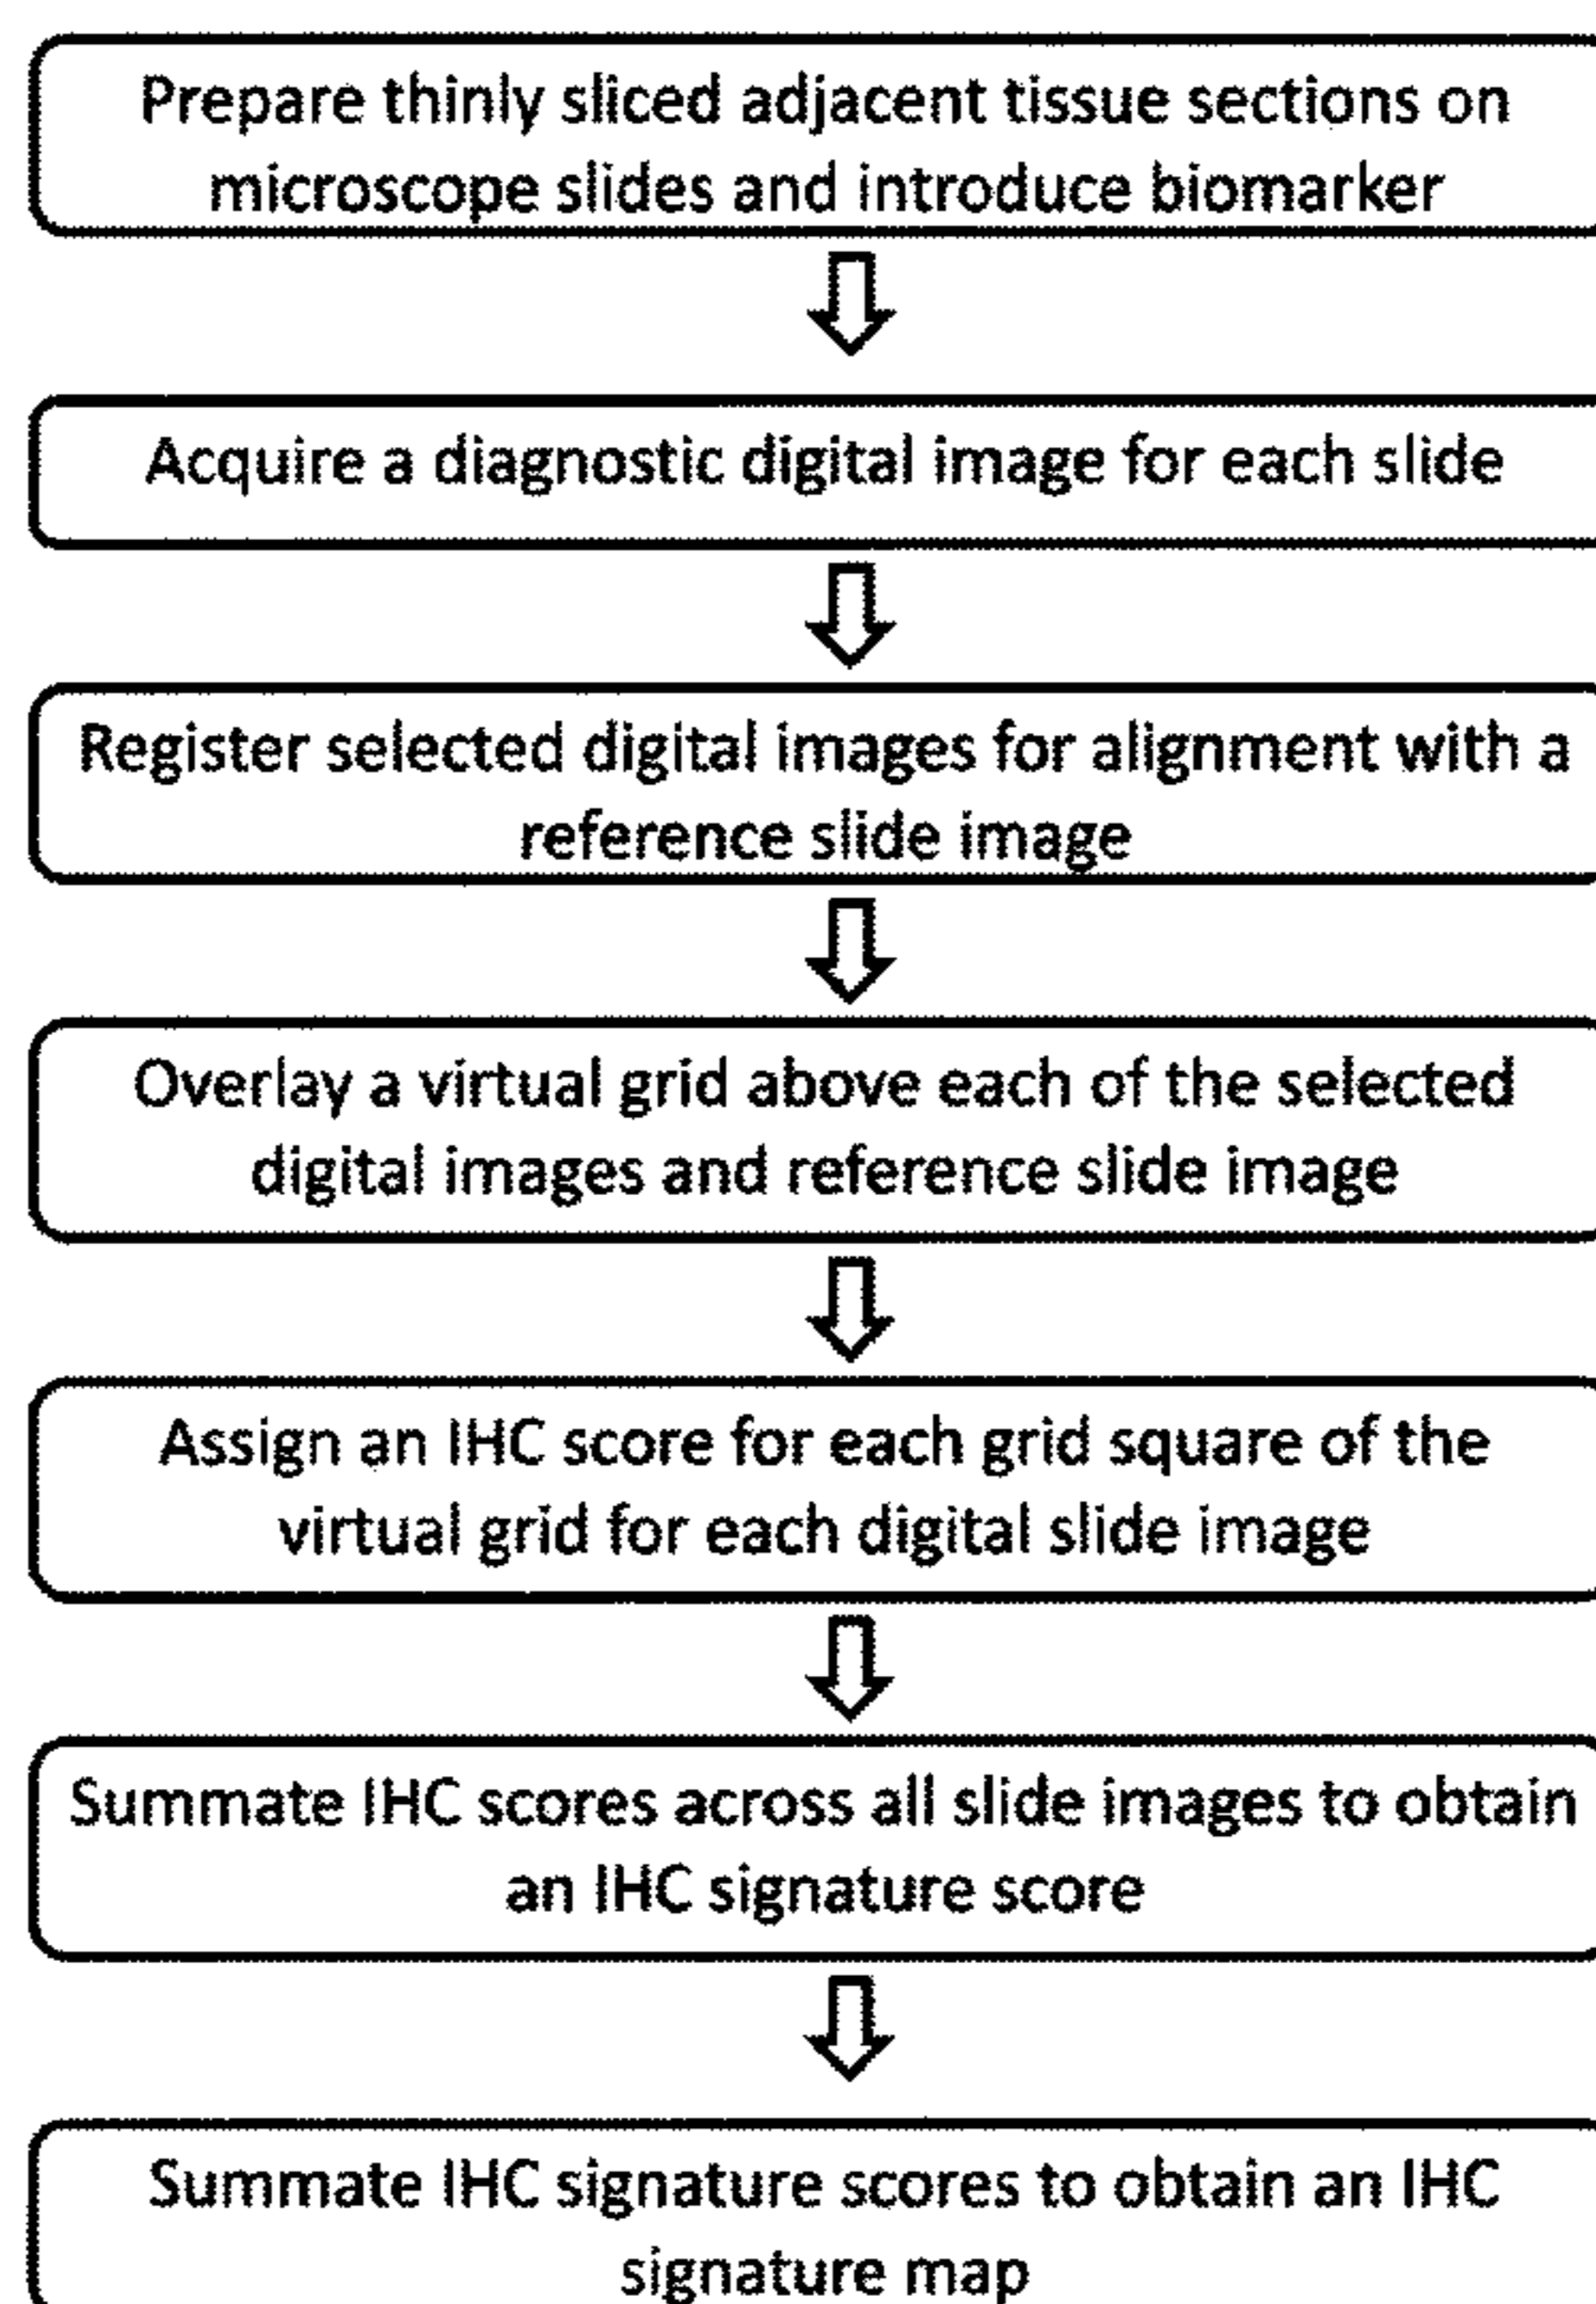 Prepare thinly sliced adjacent tissue sections on
microscope slides and introduce biomarker
Acquire a diagnostic digital image for each slide
Register selected digital images for alignment with a
reference slide image
Overlay a virtual grid above each of the selected
digital images and reference slide image
Assign an IHC score for each grid square of the
virtual grid for each digital slide image
Summate IHC scores across all slide images to obtain
an IHC signature score
Summate IHC signature scores to obtain an IHC
signature map